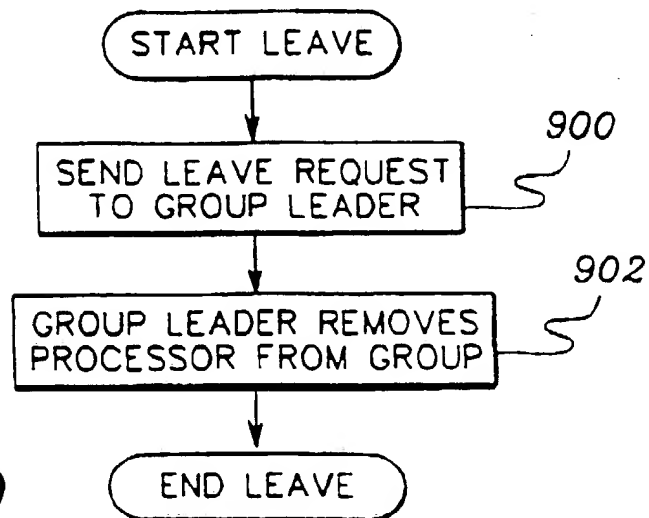 START LEAVE
900
SEND LEAVE REQUEST
TO GROUP LEADER
902
GROUP LEADER REMOVES
PROCESSOR FROM GROUP
END LEAVE